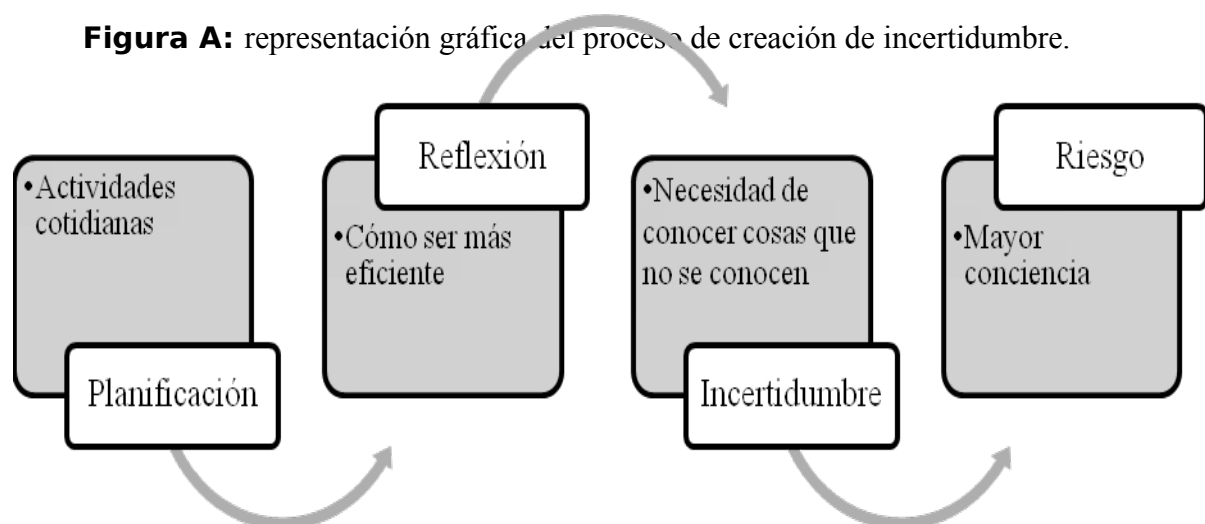 Figura A: representación gráfica del proceso de creación de incertidumbre.
•Actividades
cotidianas
Planificación
Reflexión
•Cómo ser más
eficiente
•Necesidad de
conocer cosas que
no se conocen
Incertidumbre
Riesgo
•Mayor
conciencia